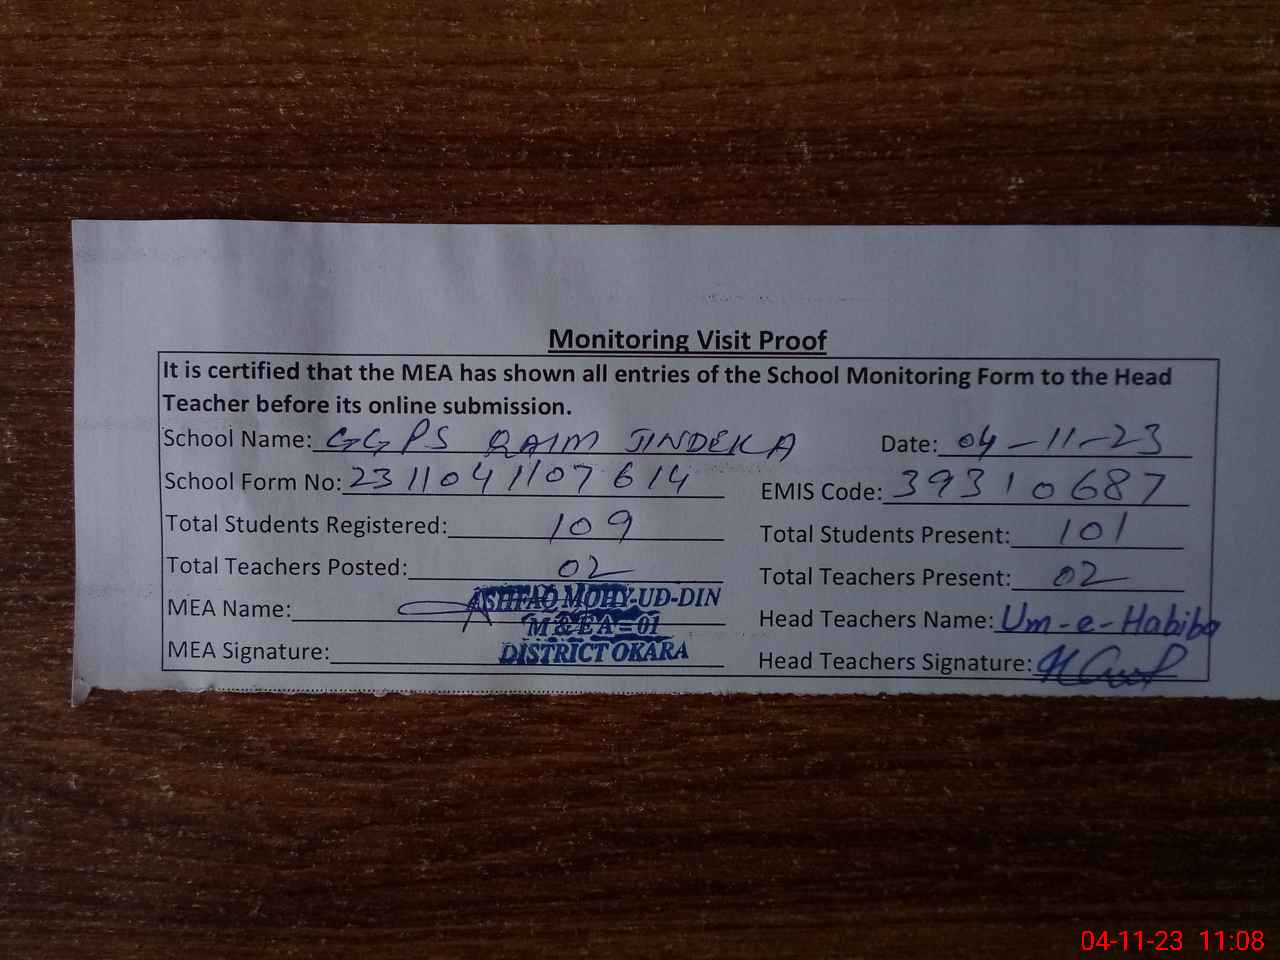 Monitoring Visit Proof
It is certified that the MEA has shown all entries of the School Monitoring Form to the Head
Teacher before its online submission.
School Name: GGPS QAIM JINDEKA Date: 04-11-23
School Form No: 2311041107614 EMIS Code: 39310687
Total Students Registered: 109 Total Students Present: 101
Total Teachers Posted: 02 Total Teachers Present: 02
MEA Name: ASHFAQ MOHY-UD-DIN Head Teachers Name: Um-e-Habiba
M & E A = 01
MEA Signature: DISTRICT OKARA Head Teachers Signature:
04-11-23 11:08